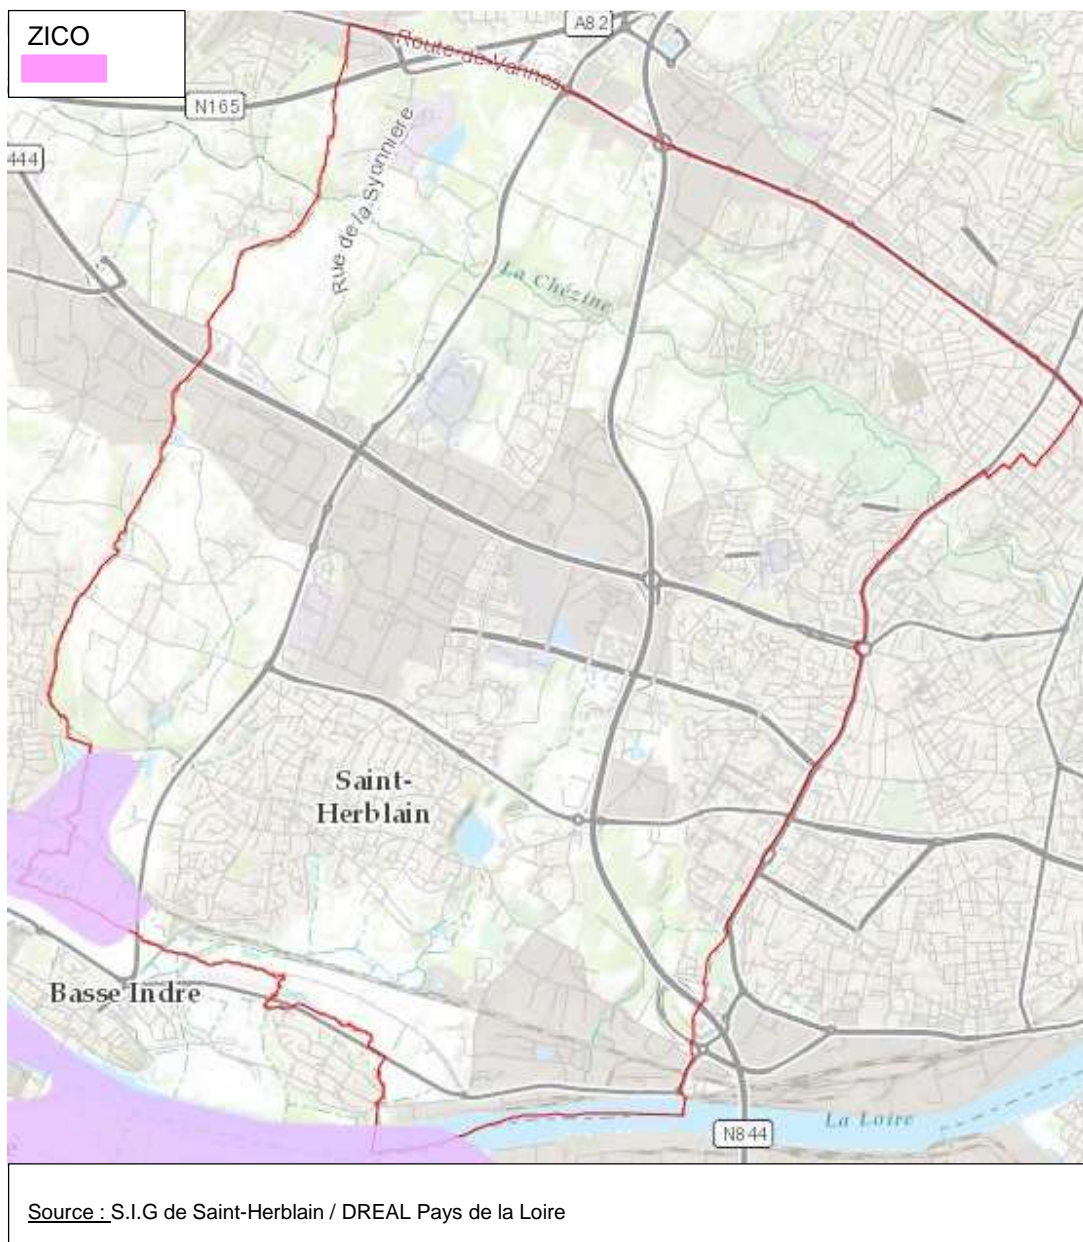 ZICO
A82
Route-de-Vannes
N165
444
Rue de la Syonniere
La Chézine
Saint-
Herblain
Basse Indre
La Loire
N844
Source : S.I.G de Saint-Herblain / DREAL Pays de la Loire